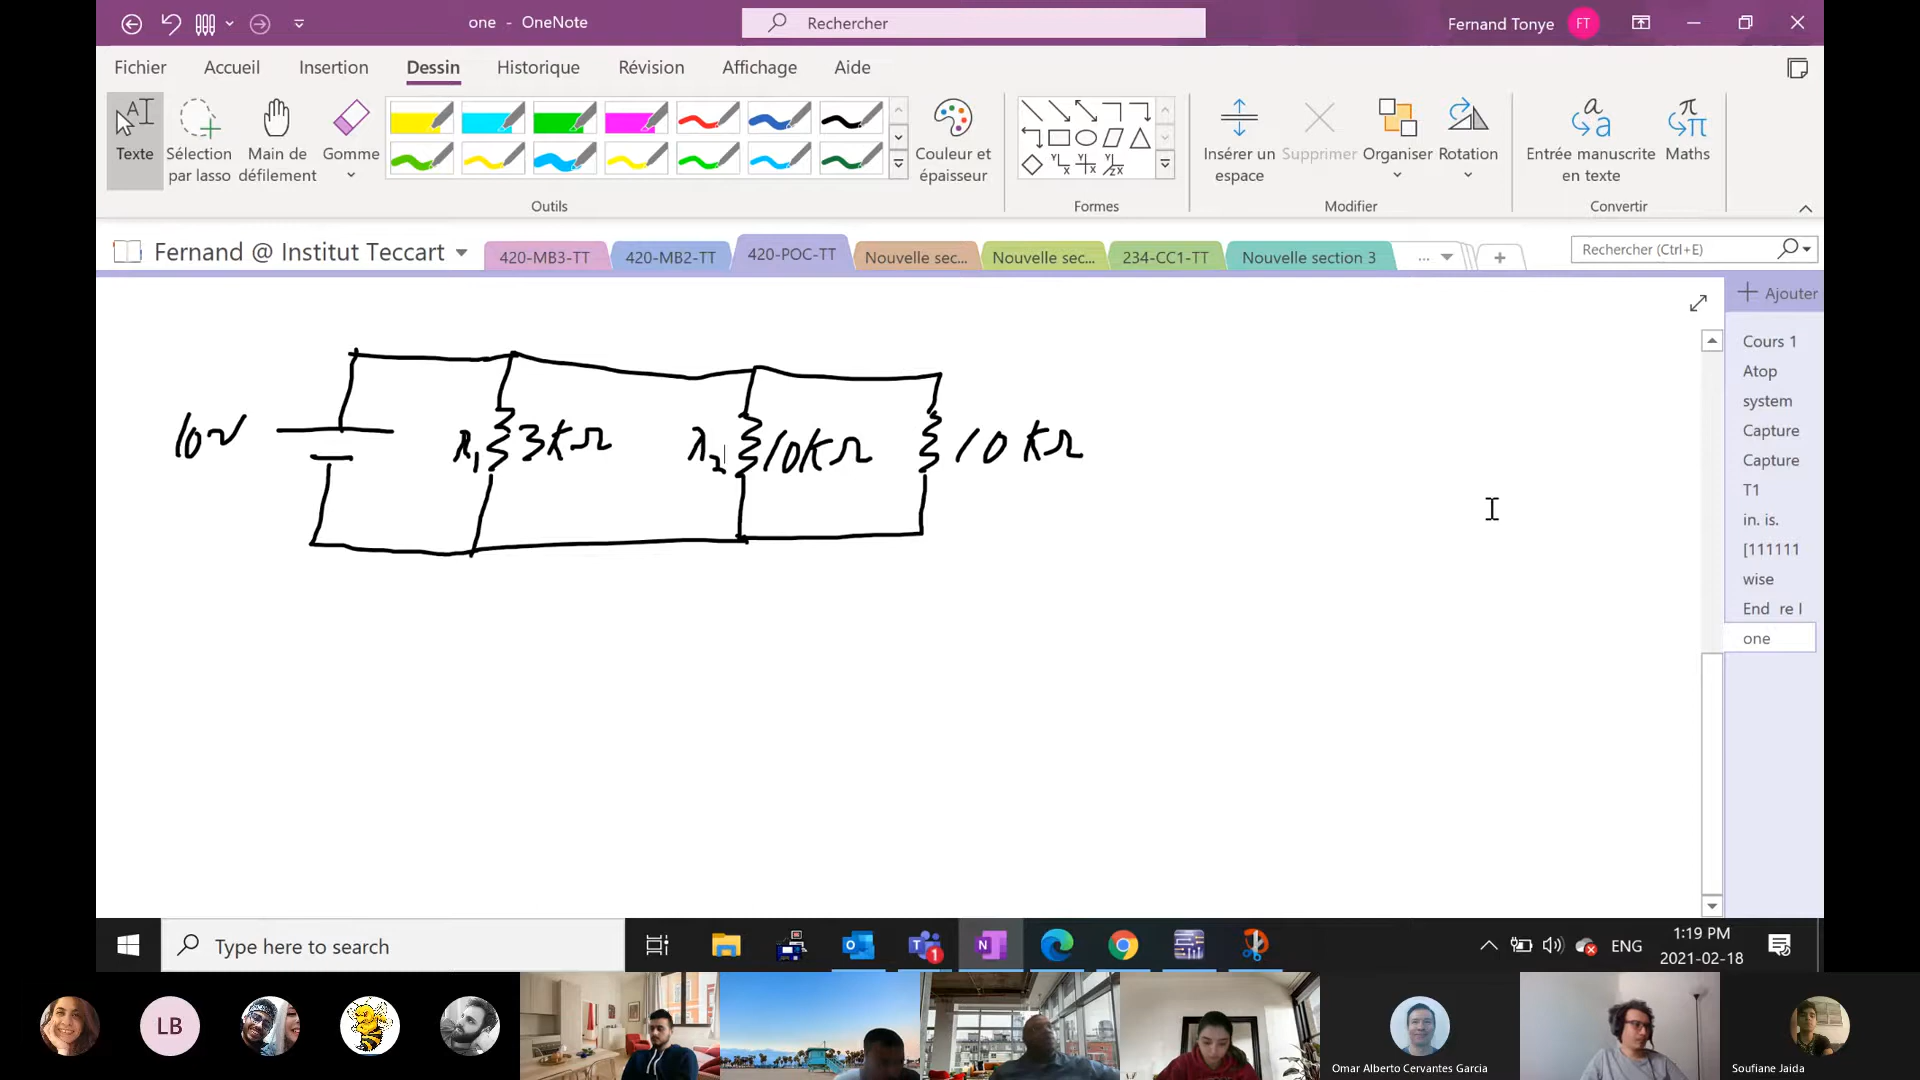 one - OneNote
Rechercher
Fernand Tonye
FT
Fichier
Accueil
Insertion
Dessin
Historique
Révision
Affichage
Aide
Texte
Sélection
par lasso
Main de
défilement
Gomme
Couleur et
épaisseur
Insérer un
espace
Supprimer
Organiser
Rotation
Entrée manuscrite
en texte
Maths
Outils
Formes
Modifier
Convertir
Fernand @ Institut Teccart
420-MB3-TT
420-MB2-TT
420-POC-TT
Nouvelle sec...
Nouvelle sec...
234-CC1-TT
Nouvelle section 3
...
Rechercher (Ctrl+E)
Ajouter
Cours 1
Atop
system
Capture
Capture
T1
in. is.
[111111
wise
End re l
one
10V
R1 3KΩ
R2 10KΩ
10 KΩ
Type here to search
1
ENG
1:19 PM
2021-02-18
LB
Omar Alberto Cervantes Garcia
Soufiane Jaida